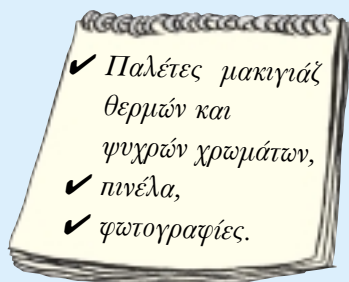 ✔ Παλέτες μακιγιάζ
θερμών και
ψυχρών χρωμάτων,
✔ πινέλα,
✔ φωτογραφίες.